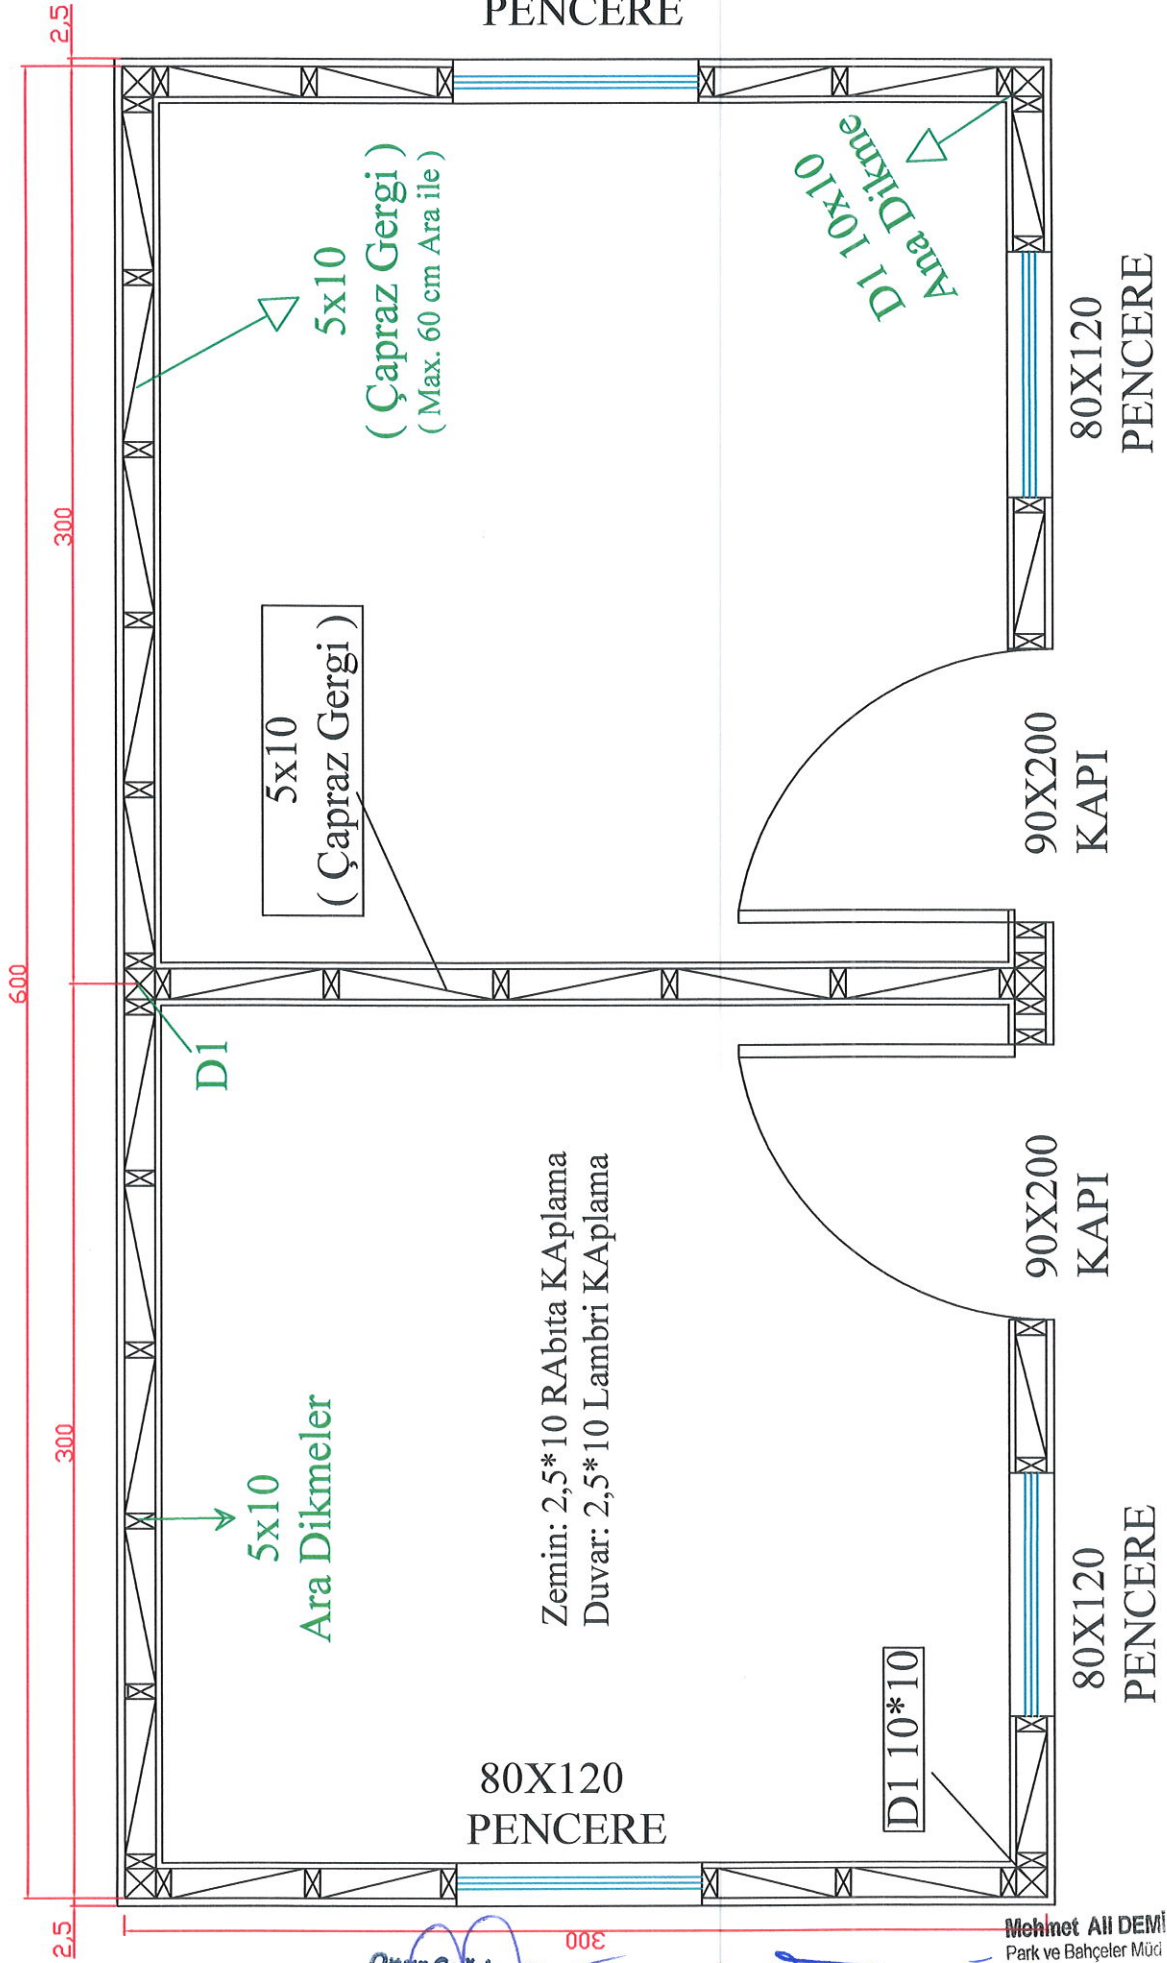 PENCERE
2,5
300
600
300
2,5
300
5x10
( Çapraz Gergi )
( Max. 60 cm Ara ile )
D1 10x10
Ana Dikme
80X120
PENCERE
5x10
( Çapraz Gergi )
90X200
KAPI
D1
90X200
KAPI
5x10
Ara Dikmeler
Zemin: 2,5*10 RAbıta KAplama
Duvar: 2,5*10 Lambri KAplama
80X120
PENCERE
D1 10*10
80X120
PENCERE
Mehmet Ali DEMİ
Park ve Bahçeler Müd